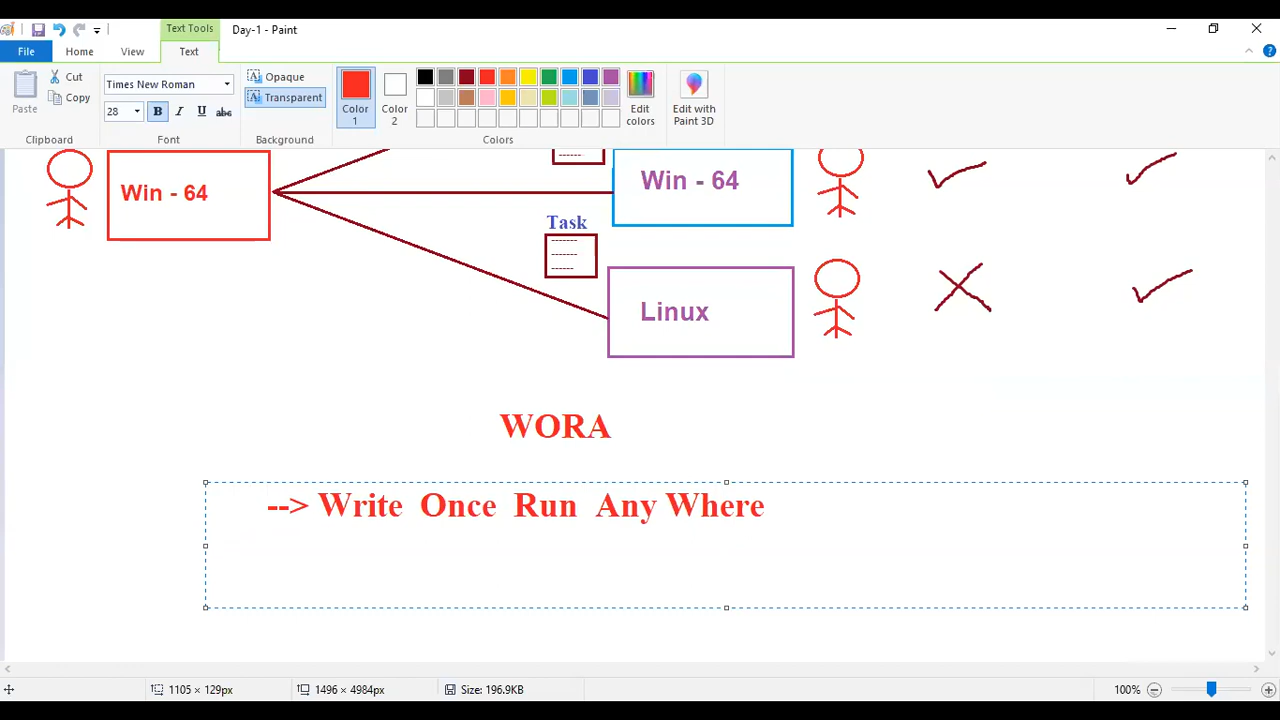 Text Tools
Day-1 - Paint
File
Home
View
Text
Paste
Cut
Copy
Clipboard
Times New Roman
28
B
I
U
abc
Font
Opaque
Transparent
Background
Color 1
Color 2
Edit colors
Colors
Edit with Paint 3D
Win - 64
Win - 64
Task
-------
-------
------
Linux
WORA
--> Write Once Run Any Where
1105 × 129px
1496 × 4984px
Size: 196.9KB
100%